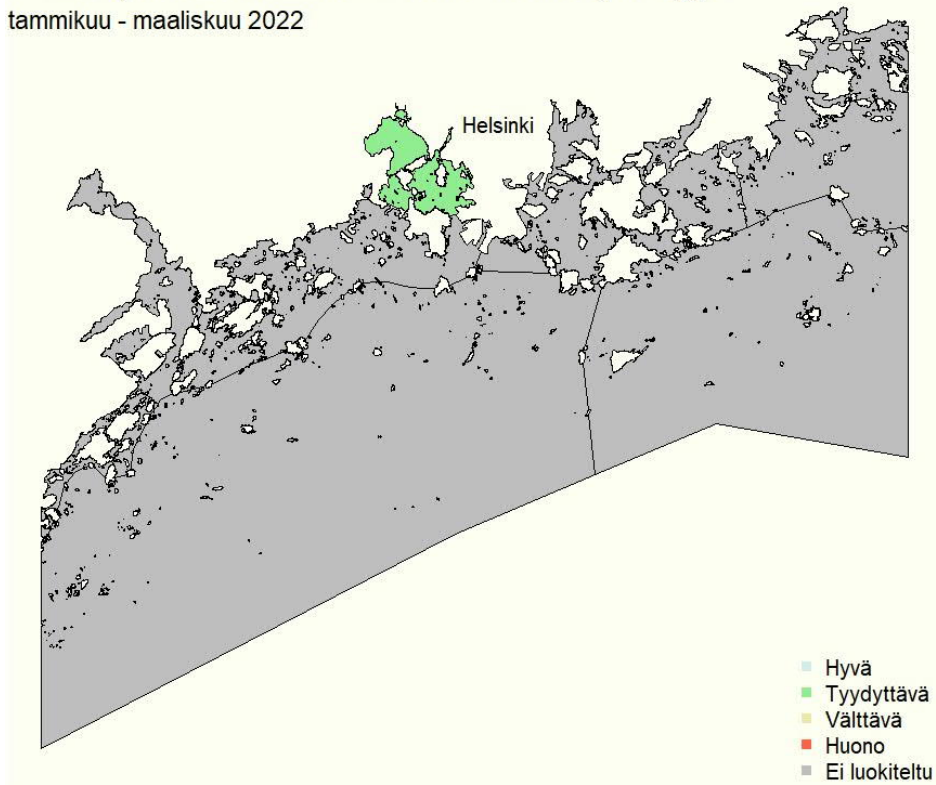 tammikuu - maaliskuu 2022
Helsinki
Hyvä
Tyydyttävä
Välttävä
Huono
Ei luokiteltu